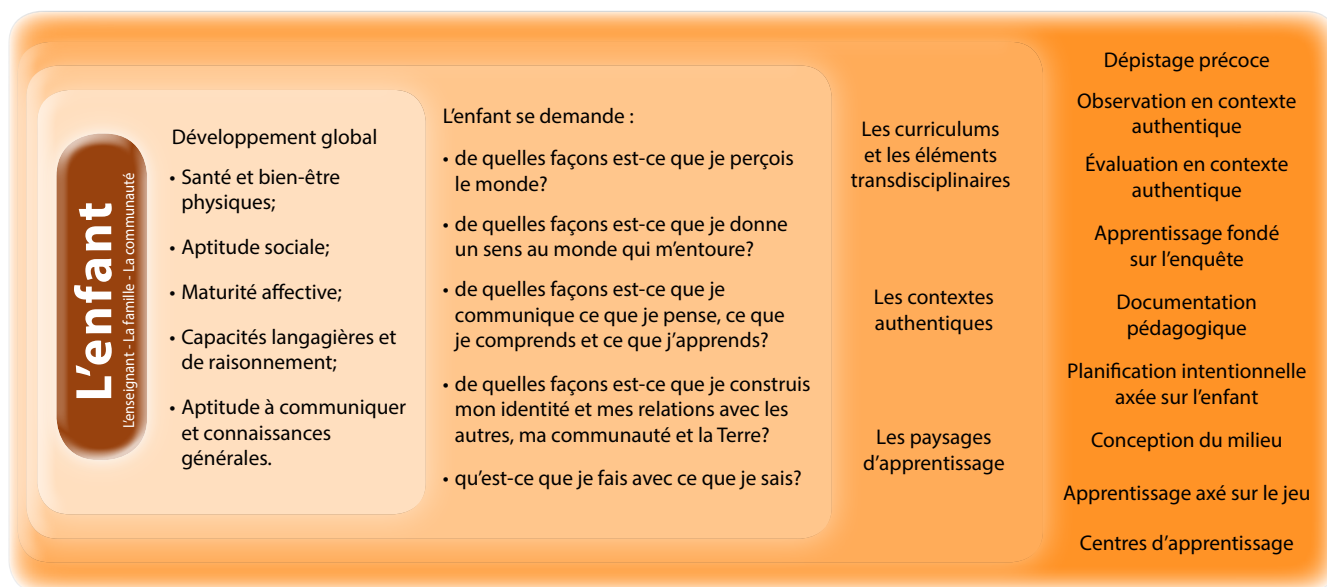 L'enfant
L'enseignant - La famille - La communauté
Développement global
• Santé et bien-être
physiques;
• Aptitude sociale;
• Maturité affective;
• Capacités langagières et
de raisonnement;
• Aptitude à communiquer
et connaissances
générales.
L'enfant se demande :
• de quelles façons est-ce que je perçois
le monde?
• de quelles façons est-ce que je donne
un sens au monde qui m'entoure?
• de quelles façons est-ce que je
communique ce que je pense, ce que
je comprends et ce que j'apprends?
• de quelles façons est-ce que je construis
mon identité et mes relations avec les
autres, ma communauté et la Terre?
• qu'est-ce que je fais avec ce que je sais?
Les curriculums
et les éléments
transdisciplinaires
Les contextes
authentiques
Les paysages
d'apprentissage
Dépistage précoce
Observation en contexte
authentique
Évaluation en contexte
authentique
Apprentissage fondé
sur l'enquête
Documentation
pédagogique
Planification intentionnelle
axée sur l'enfant
Conception du milieu
Apprentissage axé sur le jeu
Centres d'apprentissage